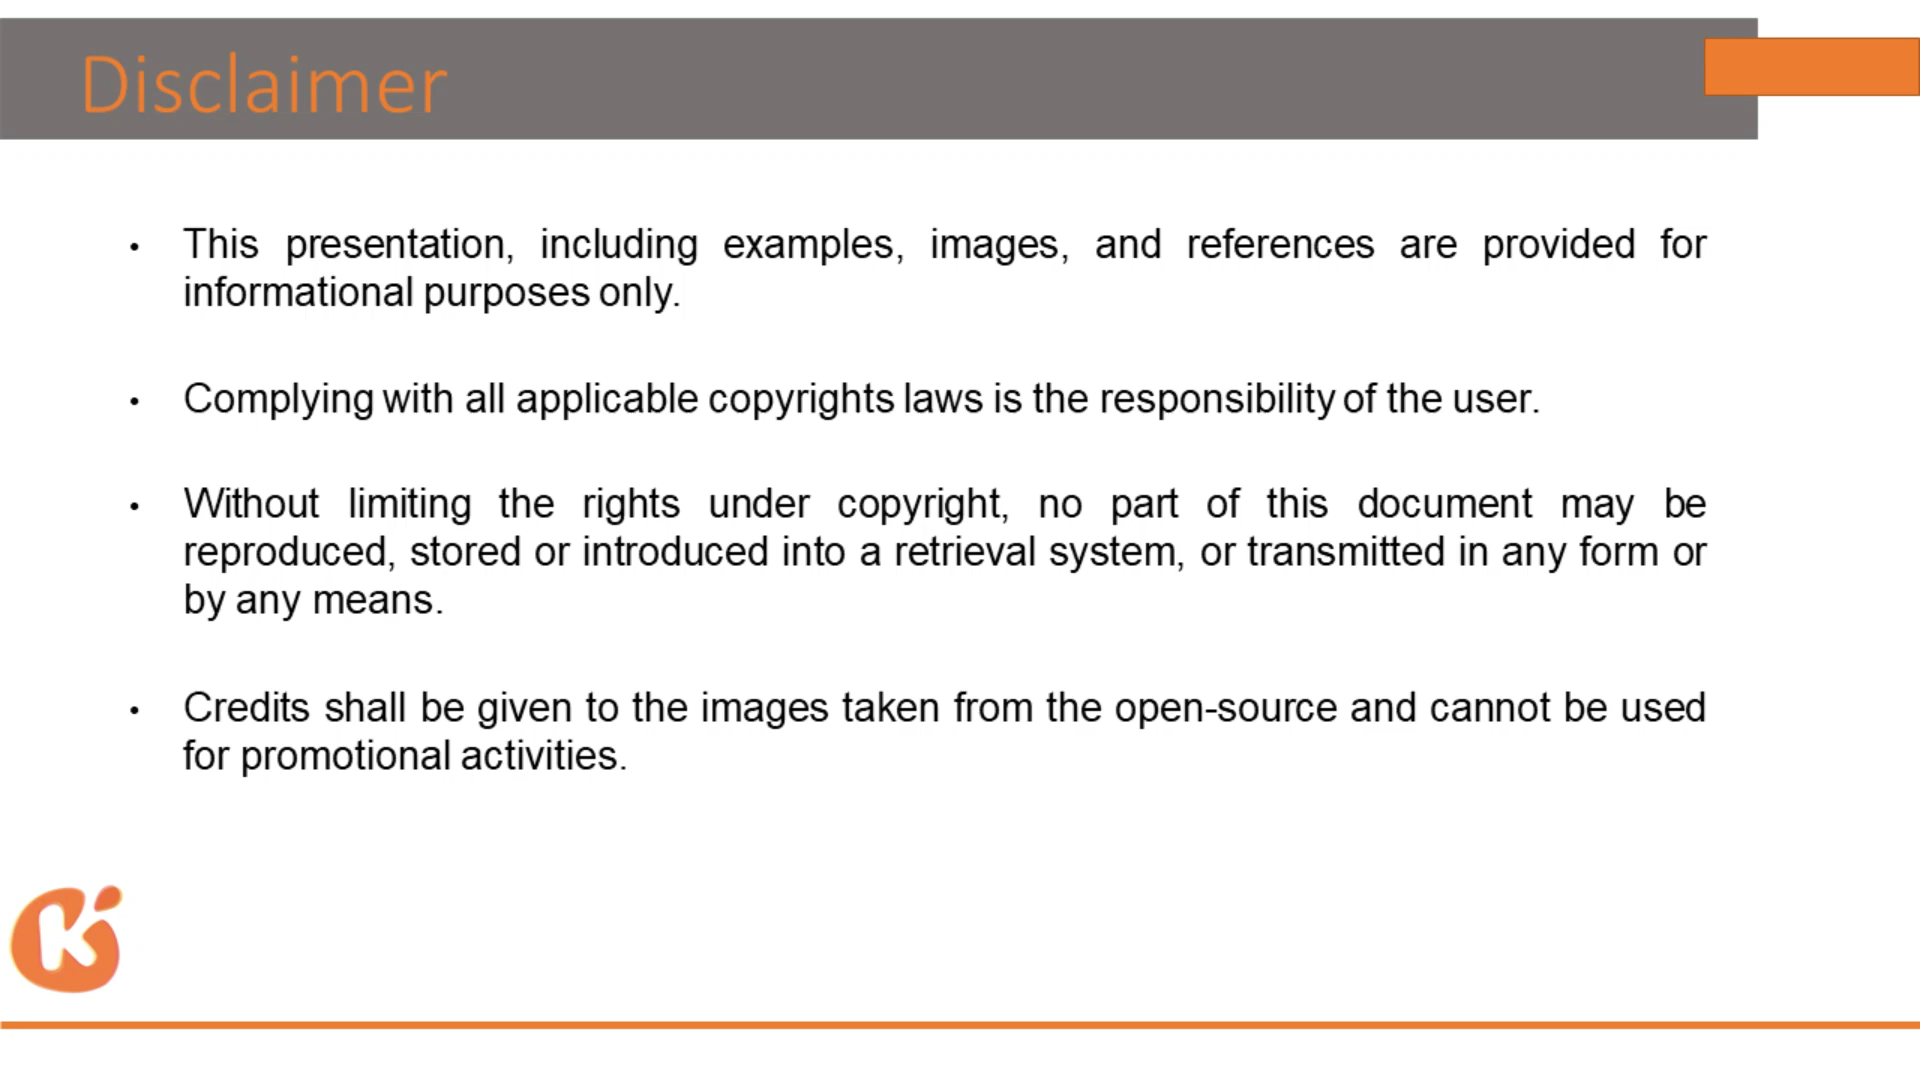 Disclaimer
• This presentation, including examples, images, and references are provided for
informational purposes only.
• Complying with all applicable copyrights laws is the responsibility of the user.
• Without limiting the rights under copyright, no part of this document may be
reproduced, stored or introduced into a retrieval system, or transmitted in any form or
by any means.
• Credits shall be given to the images taken from the open-source and cannot be used
for promotional activities.
K